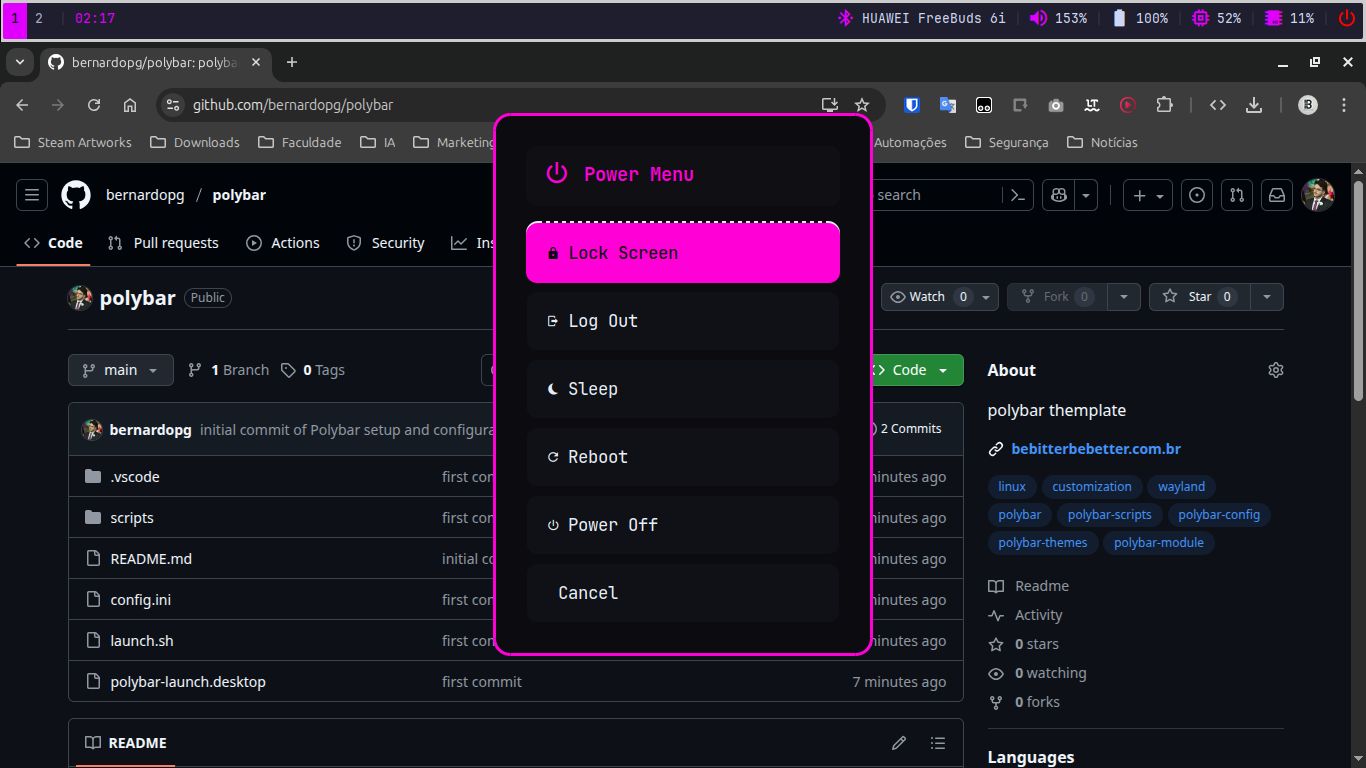 1 2 02:17 HUAWEI FreeBuds 6i 153% 100% 52% 11%
bernardopg/polybar: polyba
github.com/bernardopg/polybar
Steam Artworks Downloads Faculdade IA Marketing Automações Segurança Notícias
bernardopg / polybar search
Code Pull requests Actions Security Ins
polybar Public Watch 0 Fork 0 Star 0
main 1 Branch 0 Tags Code
bernardopg initial commit of Polybar setup and configura 2 Commits
.vscode first con minutes ago
scripts first con minutes ago
README.md initial co minutes ago
config.ini first con minutes ago
launch.sh first con minutes ago
polybar-launch.desktop first commit 7 minutes ago
README
Power Menu
Lock Screen
Log Out
Sleep
Reboot
Power Off
Cancel
About
polybar themplate
bebitterbebetter.com.br
linux customization wayland
polybar polybar-scripts polybar-config
polybar-themes polybar-module
Readme
Activity
0 stars
0 watching
0 forks
Languages